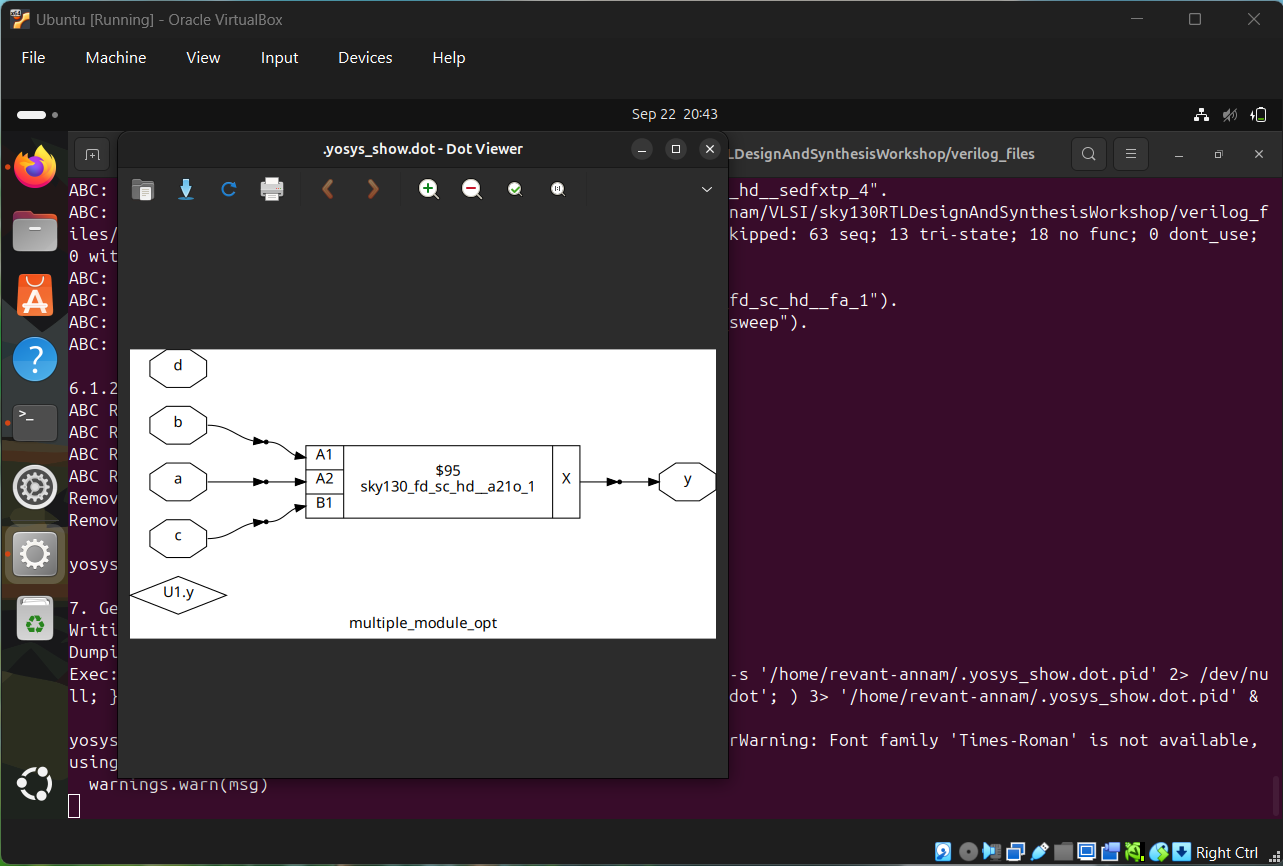 Ubuntu [Running] - Oracle VirtualBox
File Machine View Input Devices Help
Sep 22 20:43
.yosys_show.dot - Dot Viewer
LDesignAndSynthesisWorkshop/verilog_files
ABC: _hd__sedfxtp_4".
ABC: nam/VLSI/sky130RTLDesignAndSynthesisWorkshop/verilog_f
iles/ kipped: 63 seq; 13 tri-state; 18 no func; 0 dont_use;
0 wit
ABC:
ABC: fd_sc_hd__fa_1").
ABC: sweep").
ABC:
6.1.2
ABC R
ABC R
ABC R
ABC R
Remov
Remov
yosys
7. Ge
Writi
Dumpi
Exec: -s '/home/revant-annam/.yosys_show.dot.pid' 2> /dev/nu
ll; } dot'; ) 3> '/home/revant-annam/.yosys_show.dot.pid' &
yosys rWarning: Font family 'Times-Roman' is not available,
using
warnings.warn(msg)
d
b
a
c
U1.y
A1
A2
B1
$95
sky130_fd_sc_hd__a21o_1
X
y
multiple_module_opt
Right Ctrl